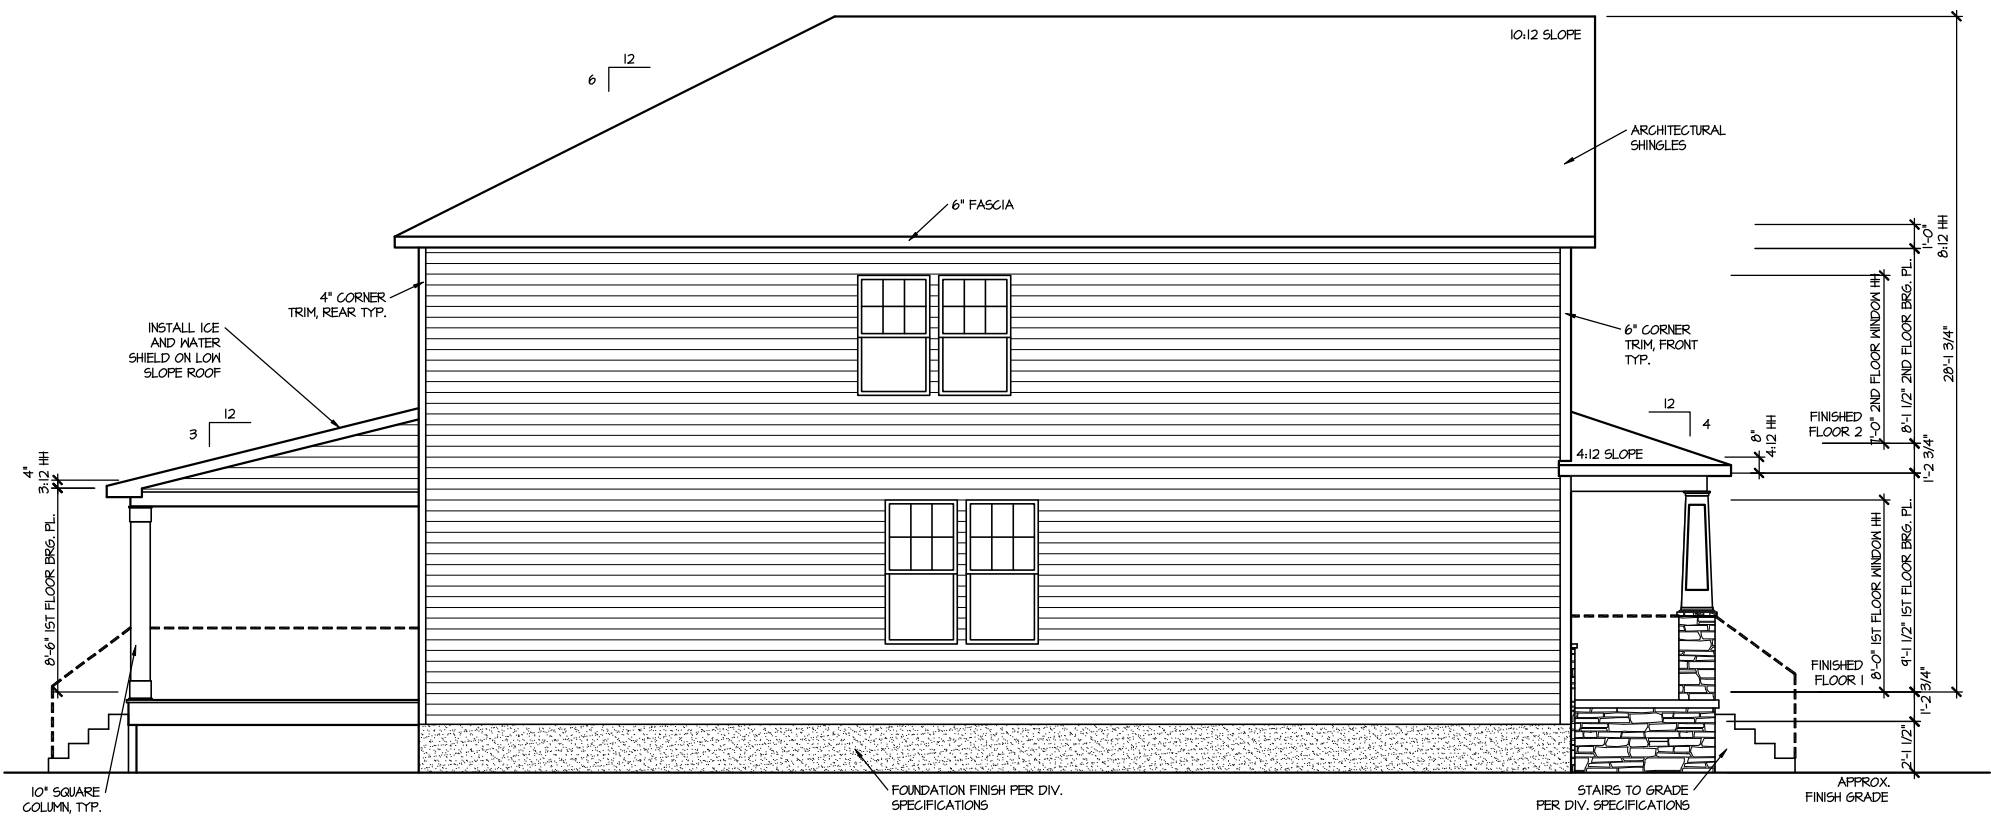 10:12 SLOPE
12
6
ARCHITECTURAL
SHINGLES
6" FASCIA
1'-0"
8:12 HH
4" CORNER
TRIM, REAR TYP.
INSTALL ICE
AND WATER
SHIELD ON LOW
SLOPE ROOF
6" CORNER
TRIM, FRONT
TYP.
7'-0" 2ND FLOOR WINDOW HH
8'-1 1/2" 2ND FLOOR BRG. PL.
28'-1 3/4"
12
3
12
4
FINISHED
FLOOR 2
8"
4:12 HH
4:12 SLOPE
1'-2 3/4"
4"
3:12 HH
8'-6" 1ST FLOOR BRG. PL.
8'-0" 1ST FLOOR WINDOW HH
9'-1 1/2" 1ST FLOOR BRG. PL.
FINISHED
FLOOR 1
1'-2 3/4"
2'-1 1/2"
10" SQUARE
COLUMN, TYP.
FOUNDATION FINISH PER DIV.
SPECIFICATIONS
STAIRS TO GRADE
PER DIV. SPECIFICATIONS
APPROX.
FINISH GRADE